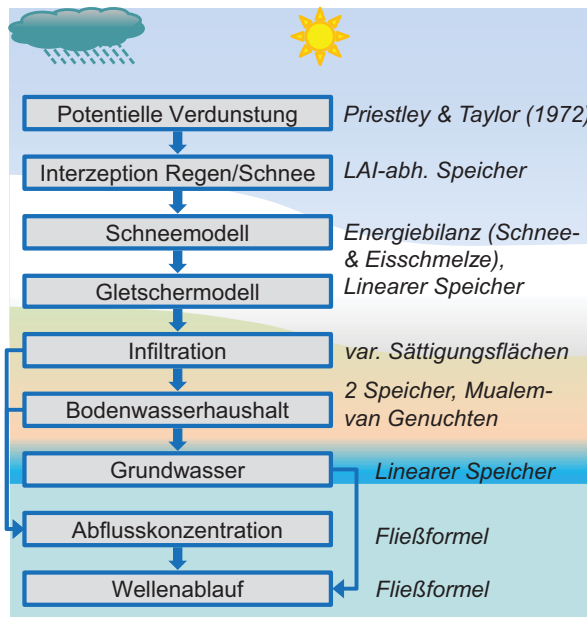 Potentielle Verdunstung Priestley & Taylor (1972)
Interzeption Regen/Schnee LAI-abh. Speicher
Schneemodell Energiebilanz (Schnee-
& Eisschmelze),
Gletschermodell Linearer Speicher
Infiltration var. Sättigungsflächen
2 Speicher, Mualem-
Bodenwasserhaushalt van Genuchten
Grundwasser Linearer Speicher
Abflusskonzentration Fließformel
Wellenablauf Fließformel